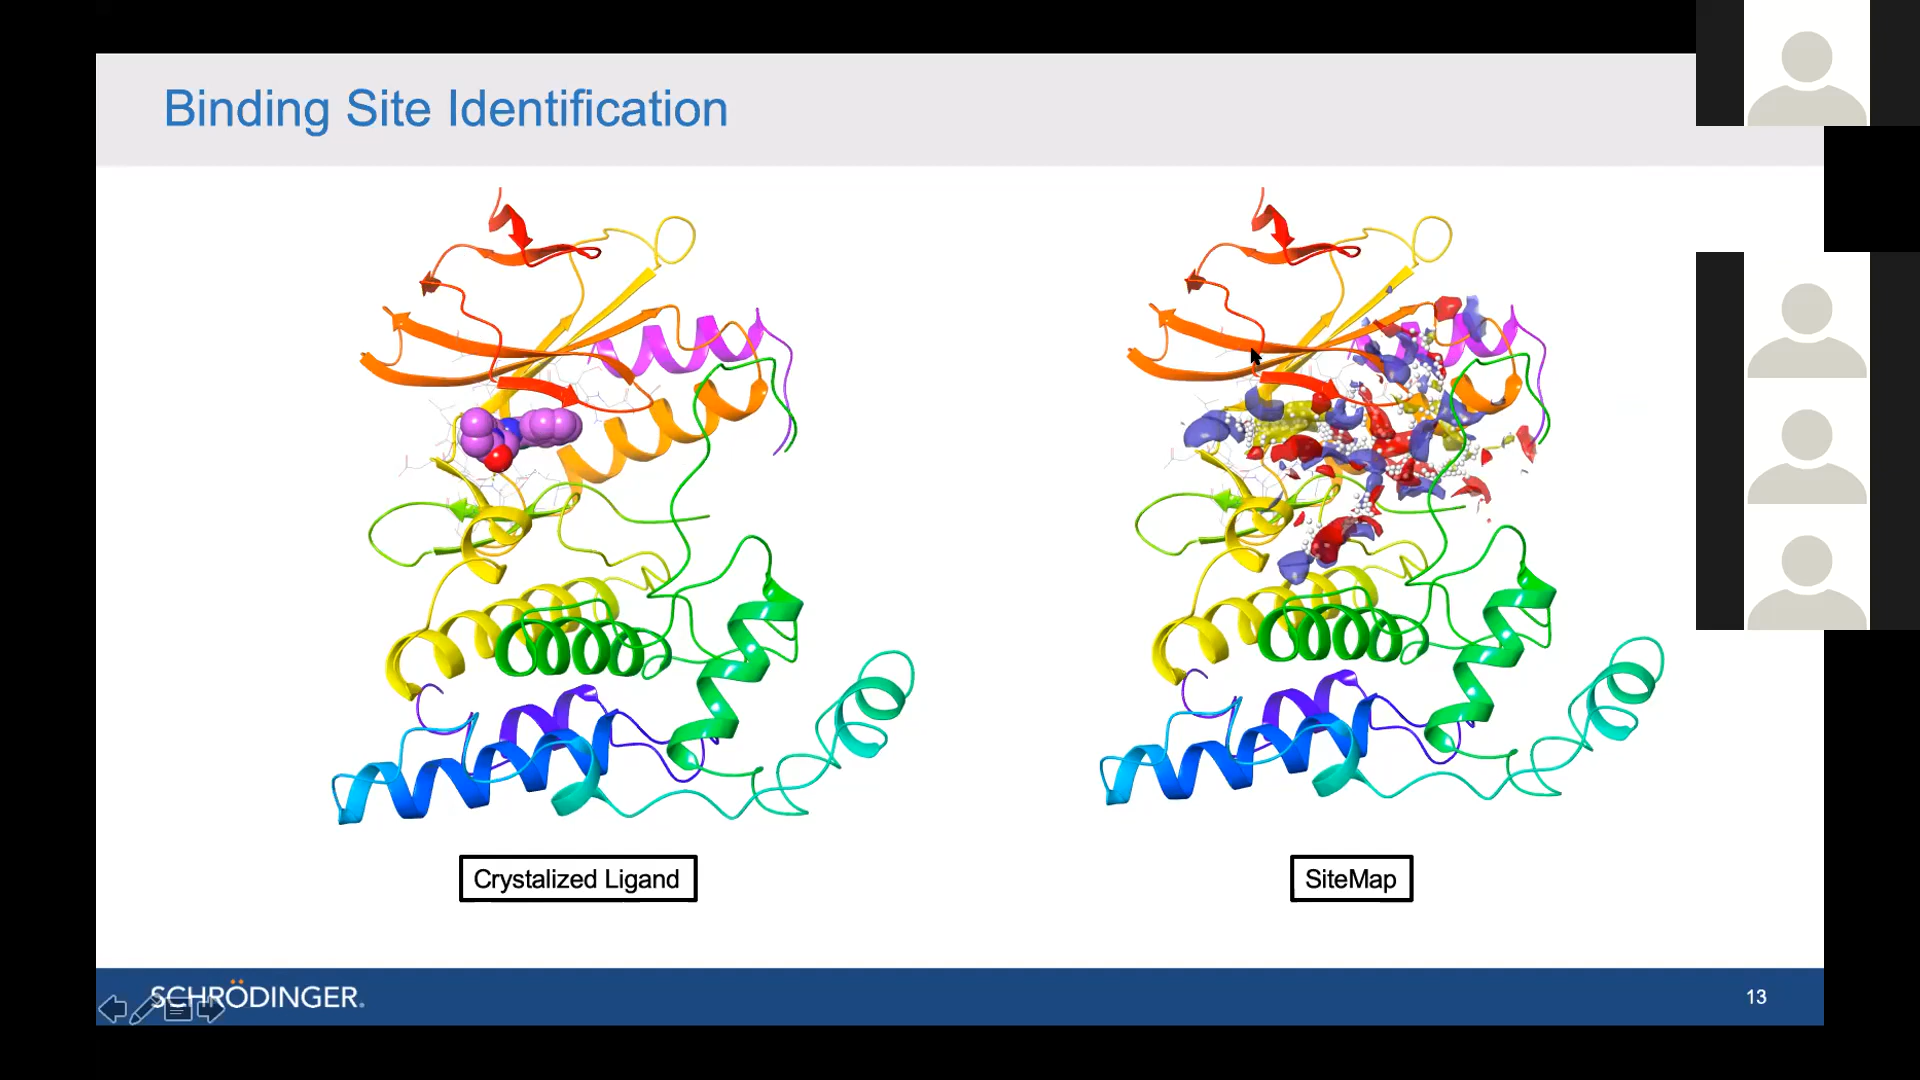 Binding Site Identification
Crystalized Ligand
SiteMap
SCHRÖDINGER.
13